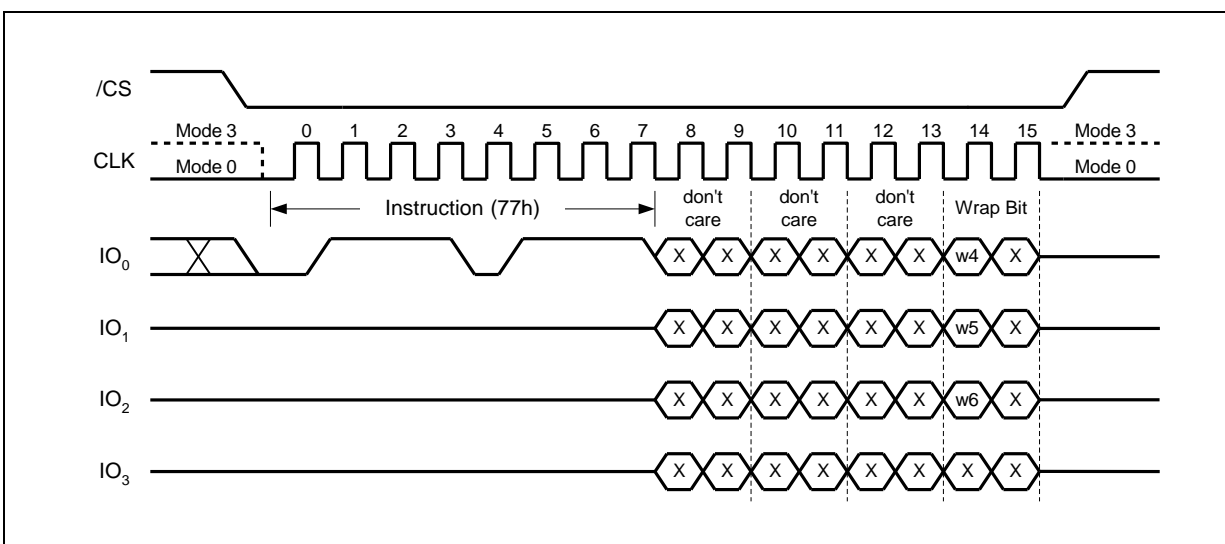 /CS
Mode 3 0 1 2 3 4 5 6 7 8 9 10 11 12 13 14 15 Mode 3
CLK
Mode 0 Mode 0
Instruction (77h)
don't care
don't care
don't care
Wrap Bit
IO0 X X X X X X w4 X
IO1 X X X X X X w5 X
IO2 X X X X X X w6 X
IO3 X X X X X X X X